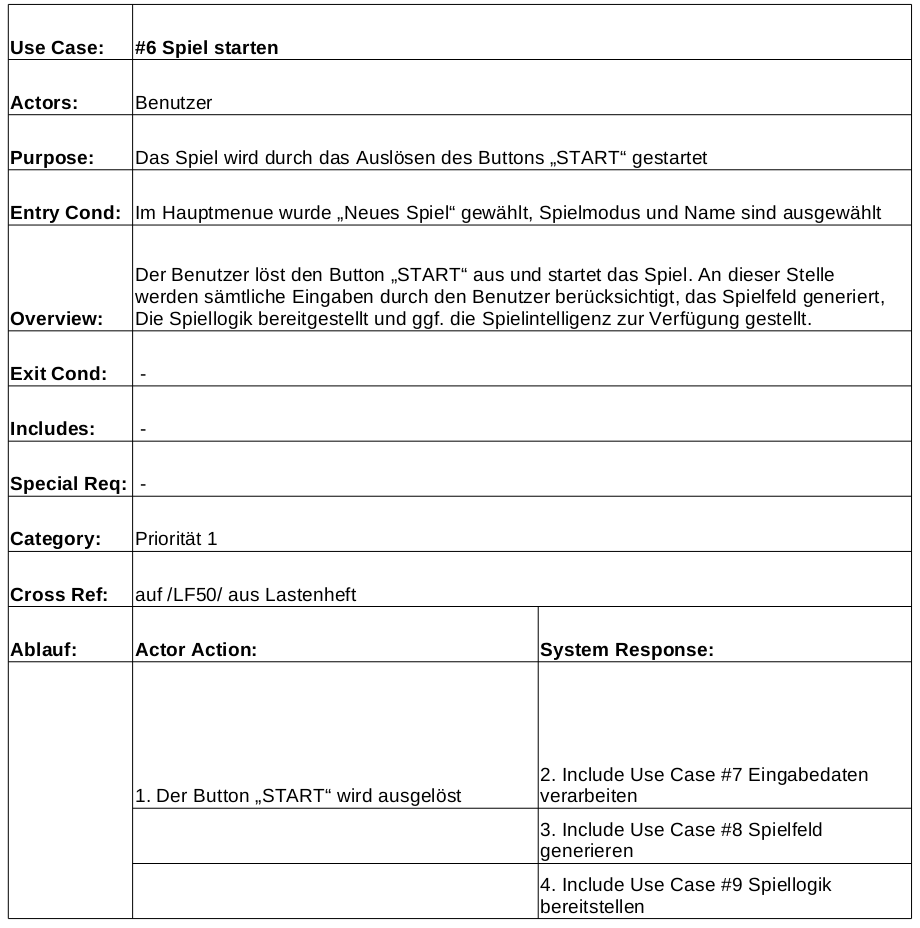 Use Case: #6 Spiel starten
Actors: Benutzer
Purpose: Das Spiel wird durch das Auslösen des Buttons „START“ gestartet
Entry Cond: Im Hauptmenue wurde „Neues Spiel“ gewählt, Spielmodus und Name sind ausgewählt
Der Benutzer löst den Button „START“ aus und startet das Spiel. An dieser Stelle
werden sämtliche Eingaben durch den Benutzer berücksichtigt, das Spielfeld generiert,
Overview: Die Spiellogik bereitgestellt und ggf. die Spielintelligenz zur Verfügung gestellt.
Exit Cond: -
Includes: -
Special Req: -
Category: Priorität 1
Cross Ref: auf /LF50/ aus Lastenheft
Ablauf: Actor Action: System Response:
2. Include Use Case #7 Eingabedaten
1. Der Button „START“ wird ausgelöst verarbeiten
3. Include Use Case #8 Spielfeld
generieren
4. Include Use Case #9 Spiellogik
bereitstellen